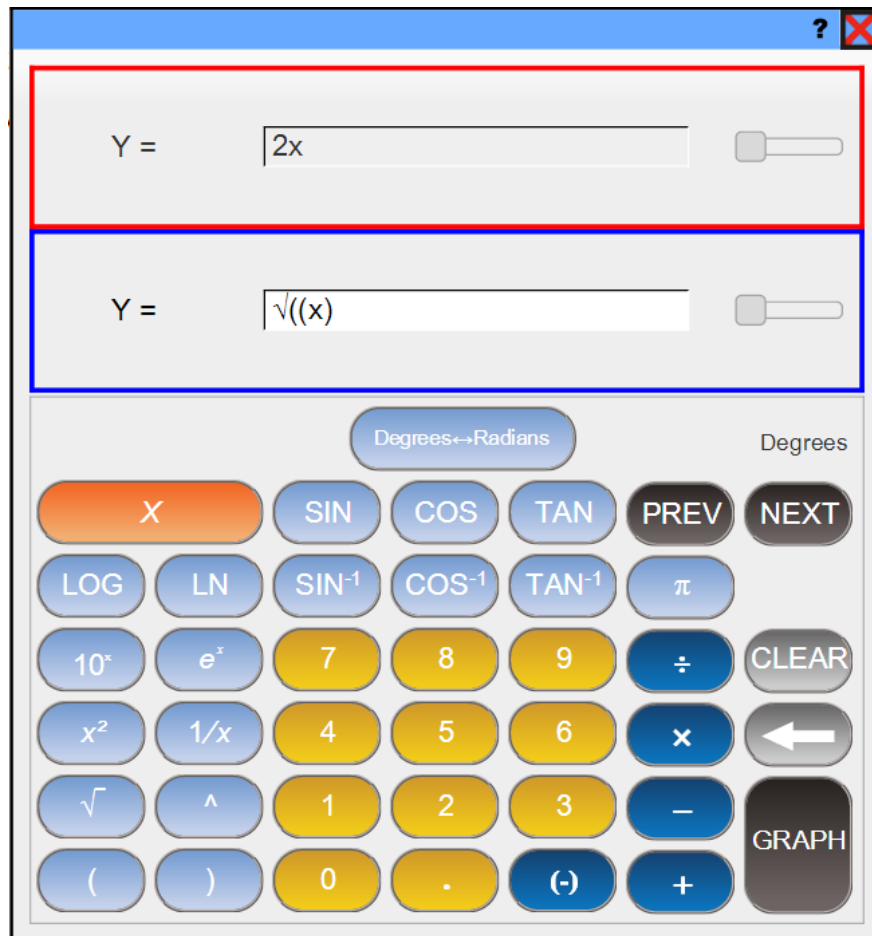 ?
Y = 2x
Y = √((x)
Degrees↔Radians Degrees
X SIN COS TAN PREV NEXT
LOG LN SIN⁻¹ COS⁻¹ TAN⁻¹ π
10ˣ eˣ 7 8 9 ÷ CLEAR
x² 1/x 4 5 6 ×
√ ^ 1 2 3 − GRAPH
( ) 0 . (-) +